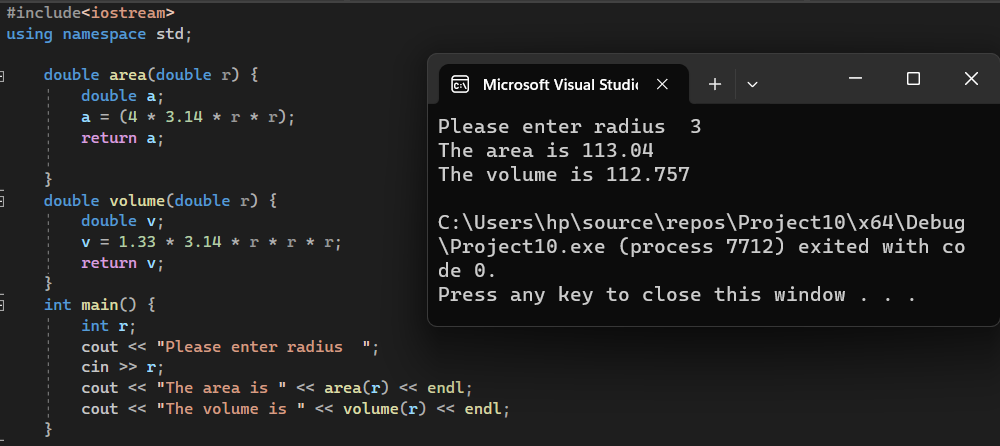 #include<iostream>
using namespace std;
double area(double r) {
double a;
a = (4 * 3.14 * r * r);
return a;
}
double volume(double r) {
double v;
v = 1.33 * 3.14 * r * r * r;
return v;
}
int main() {
int r;
cout << "Please enter radius  ";
cin >> r;
cout << "The area is " << area(r) << endl;
cout << "The volume is " << volume(r) << endl;
}
Microsoft Visual Studi
Please enter radius  3
The area is 113.04
The volume is 112.757
C:\Users\hp\source\repos\Project10\x64\Debug
\Project10.exe (process 7712) exited with co
de 0.
Press any key to close this window . . .